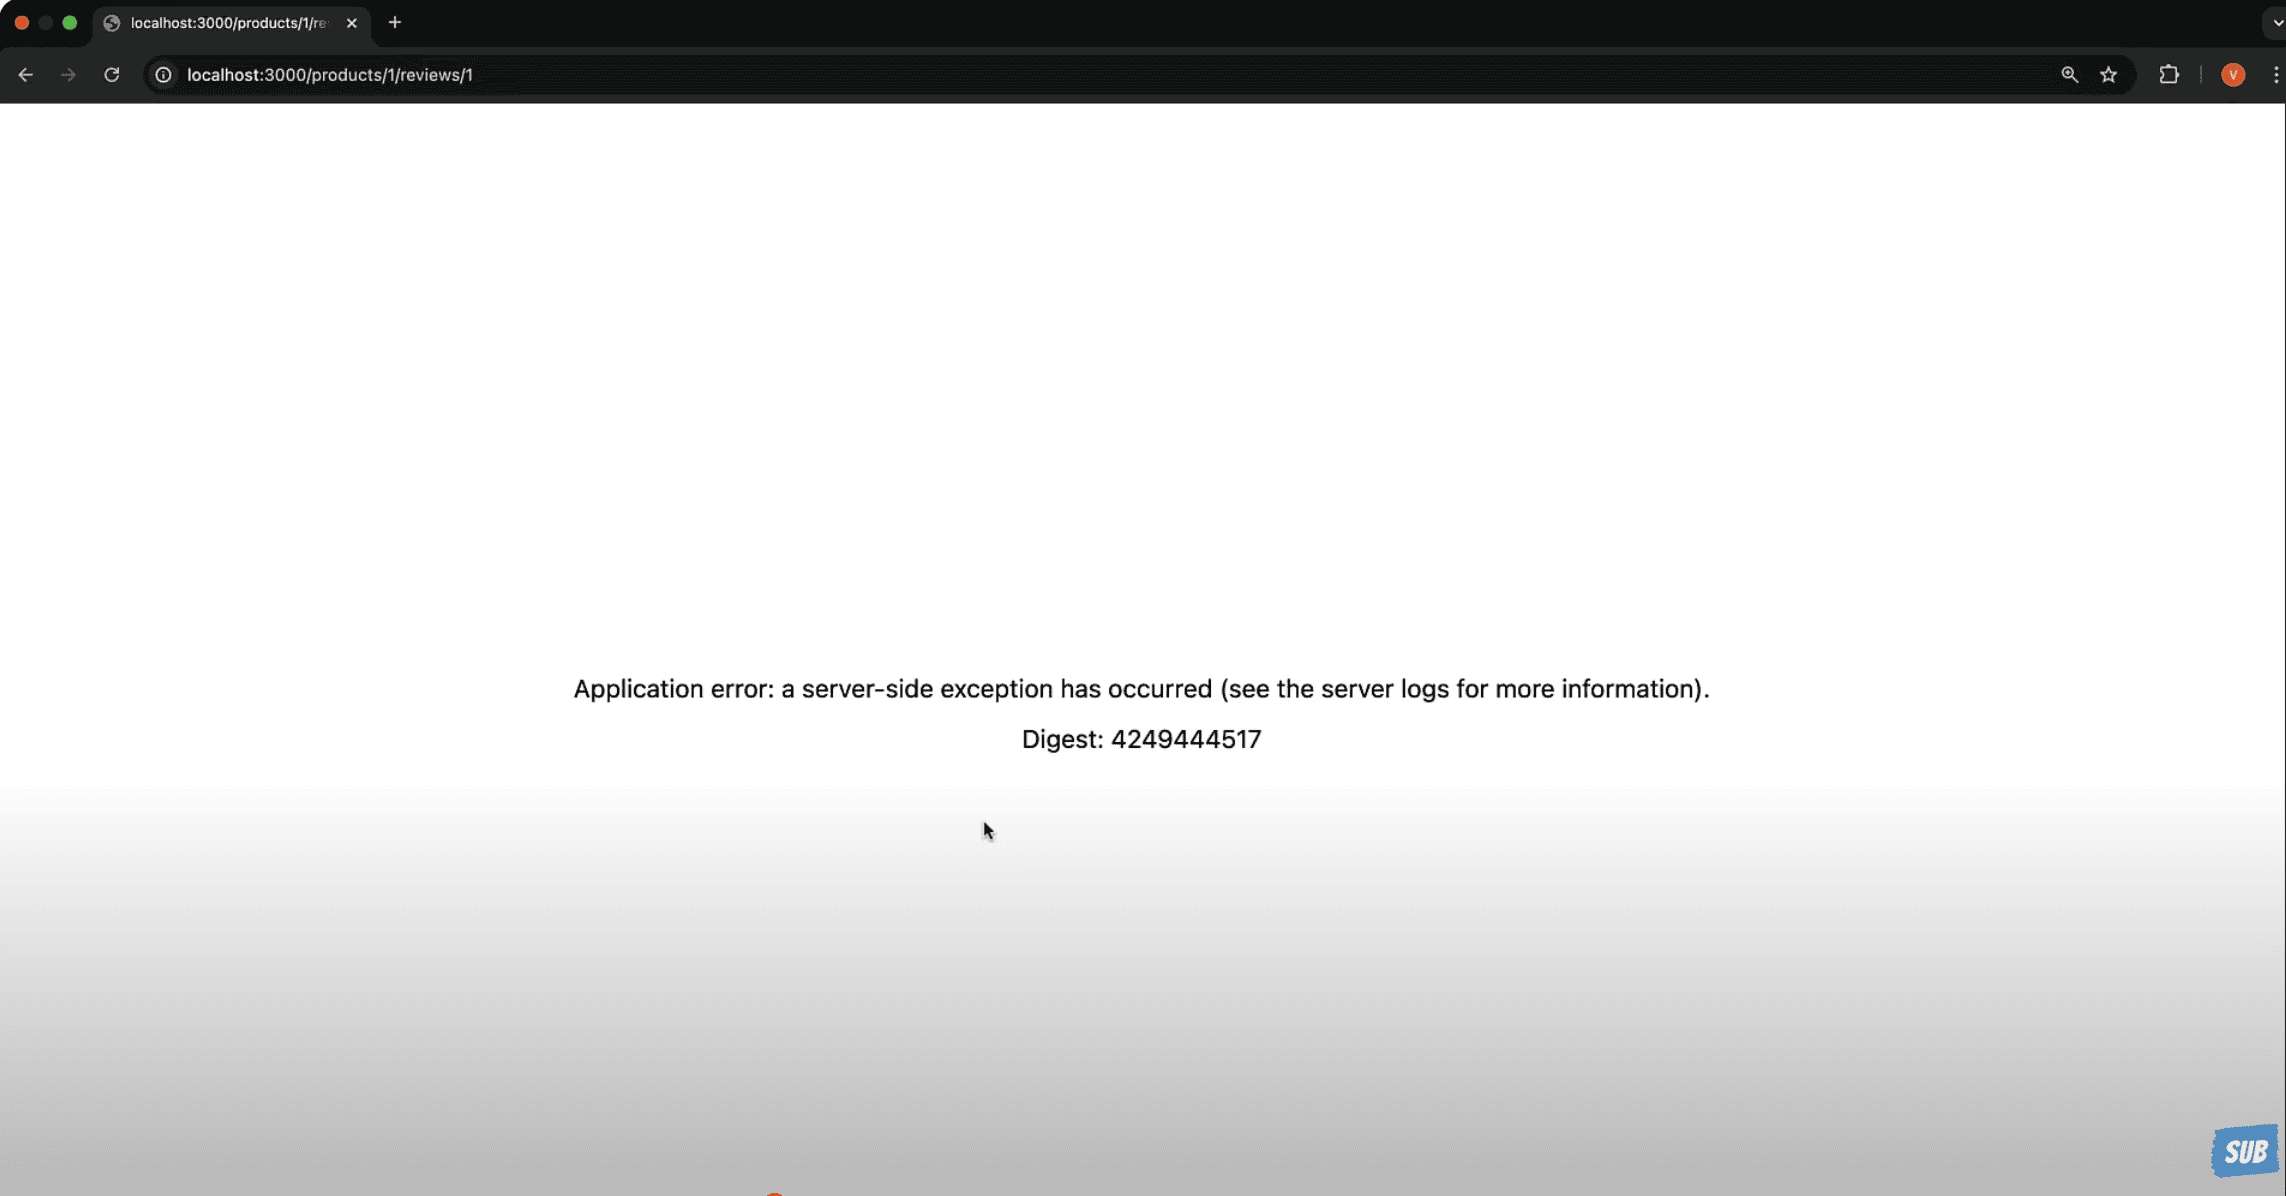 localhost:3000/products/1/re
localhost:3000/products/1/reviews/1
V
Application error: a server-side exception has occurred (see the server logs for more information).
Digest: 4249444517
SUB